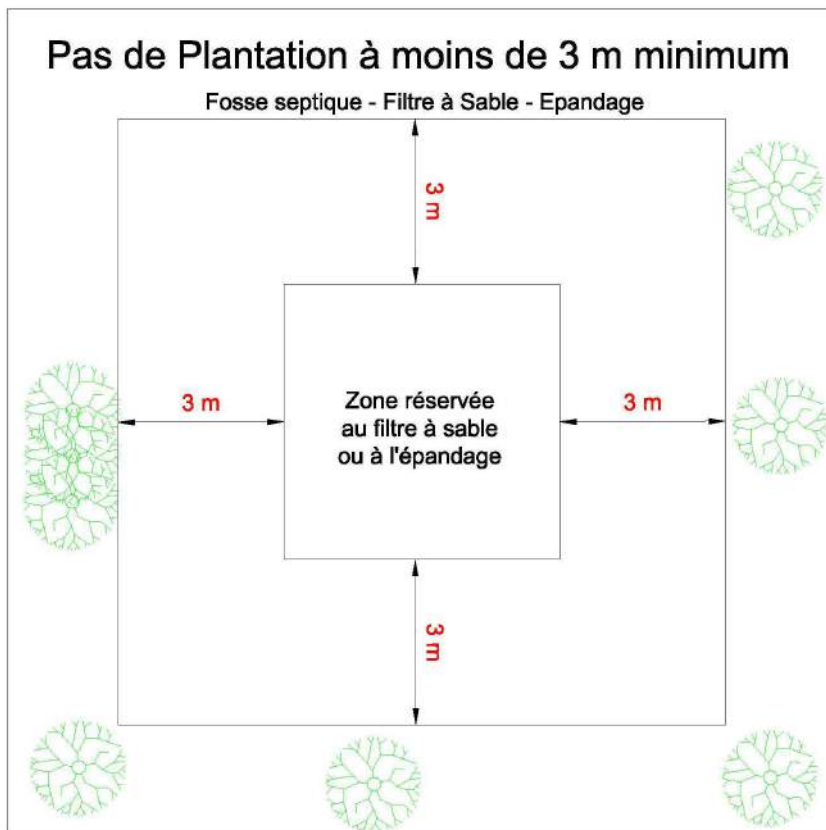 Pas de Plantation à moins de 3 m minimum
Fosse septique - Filtre à Sable - Epandage
3 m
3 m
Zone réservée
au filtre à sable
ou à l'épandage
3 m
3 m